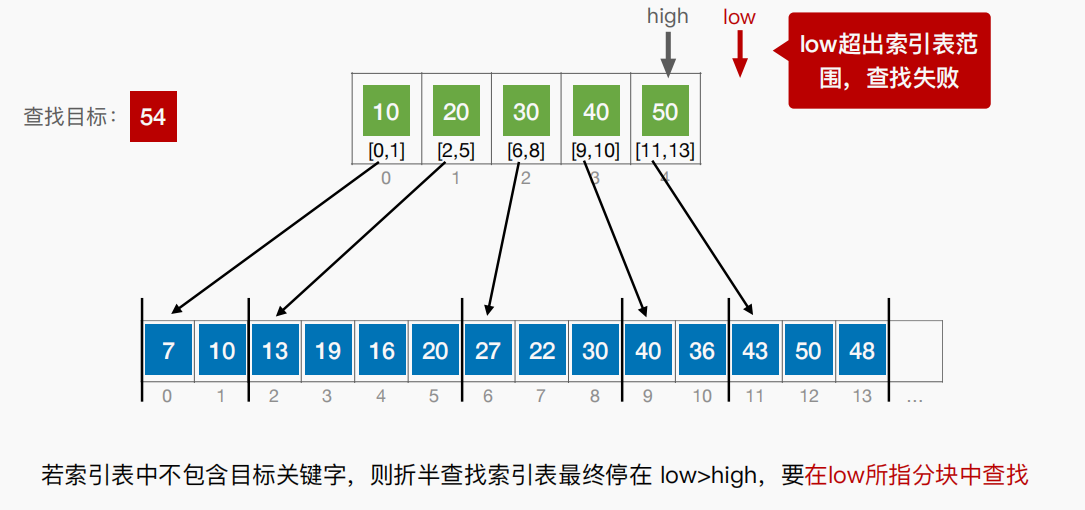 high low
low超出索引表范
围，查找失败
查找目标： 54
10 20 30 40 50
[0,1] [2,5] [6,8] [9,10] [11,13]
0 1 2 3 4
7 10 13 19 16 20 27 22 30 40 36 43 50 48
0 1 2 3 4 5 6 7 8 9 10 11 12 13 …
若索引表中不包含目标关键字，则折半查找索引表最终停在 low>high，要在low所指分块中查找